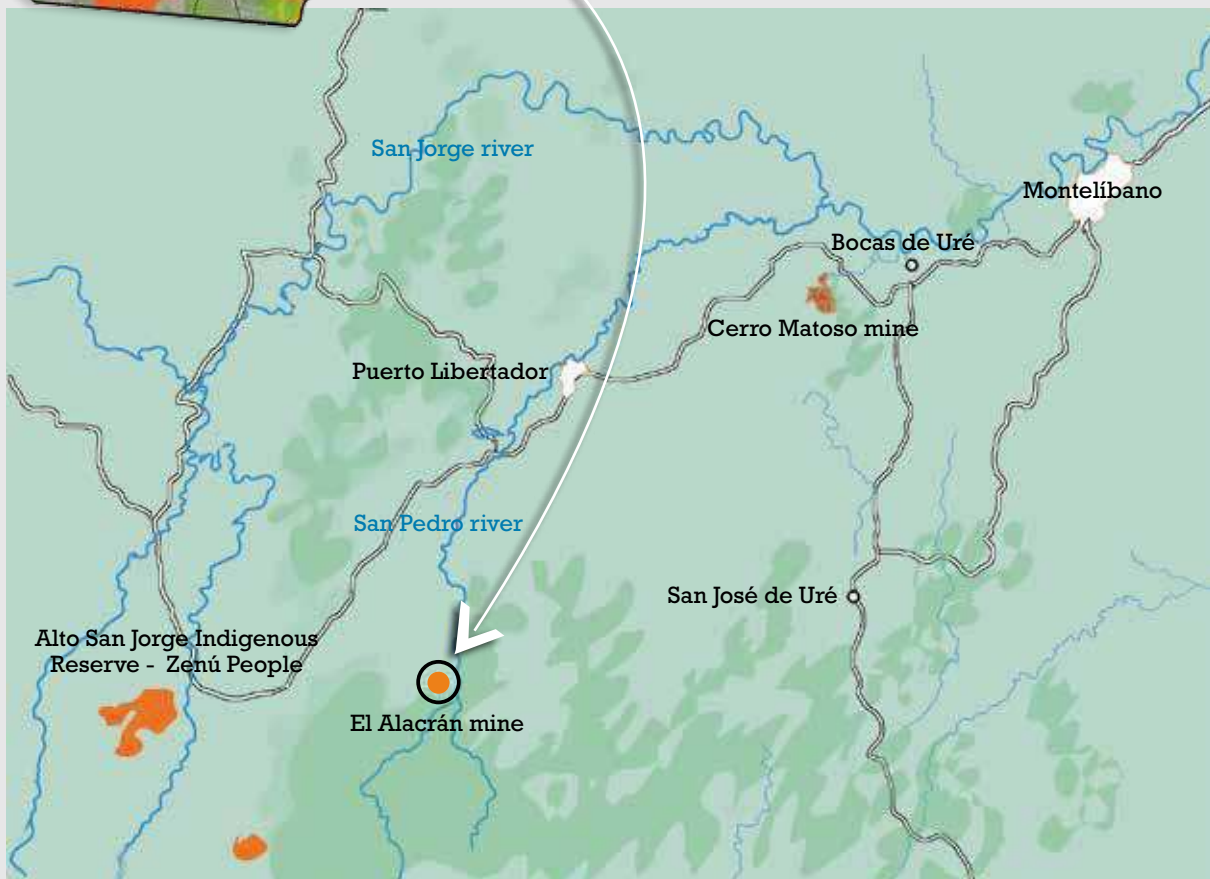 San Jorge river
Montelíbano
Bocas de Uré
Cerro Matoso mine
Puerto Libertador
San Pedro river
San José de Uré
Alto San Jorge Indigenous
Reserve - Zenú People
El Alacrán mine